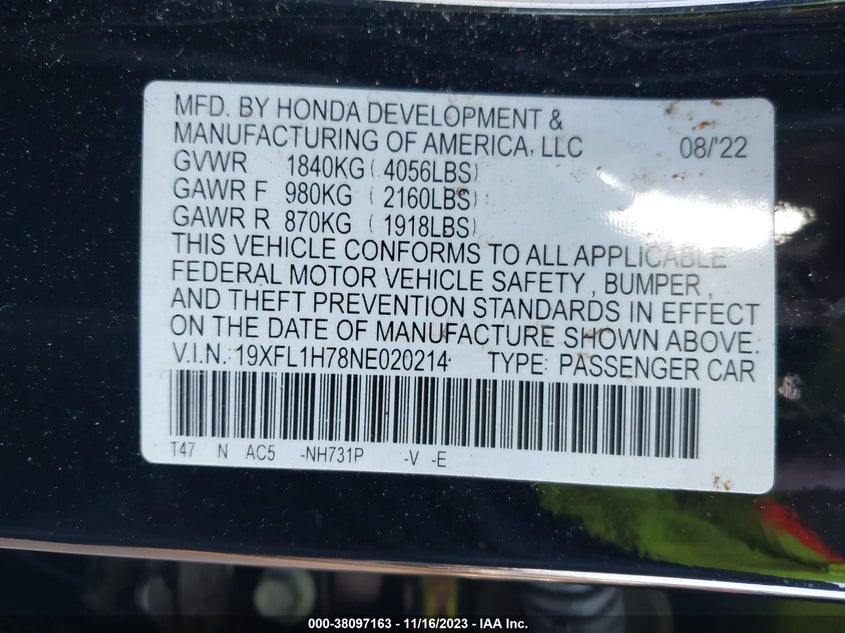 MFD. BY HONDA DEVELOPMENT &
MANUFACTURING OF AMERICA, LLC 08/'22
GVWR 1840KG ( 4056LBS)
GAWR F 980KG ( 2160LBS)
GAWR R 870KG ( 1918LBS)
THIS VEHICLE CONFORMS TO ALL APPLICABLE
FEDERAL MOTOR VEHICLE SAFETY, BUMPER,
AND THEFT PREVENTION STANDARDS IN EFFECT
ON THE DATE OF MANUFACTURE SHOWN ABOVE.
V.I.N.: 19XFL1H78NE020214 TYPE: PASSENGER CAR
T47 N AC5 -NH731P -V -E
000-38097163 - 11/16/2023 - IAA Inc.